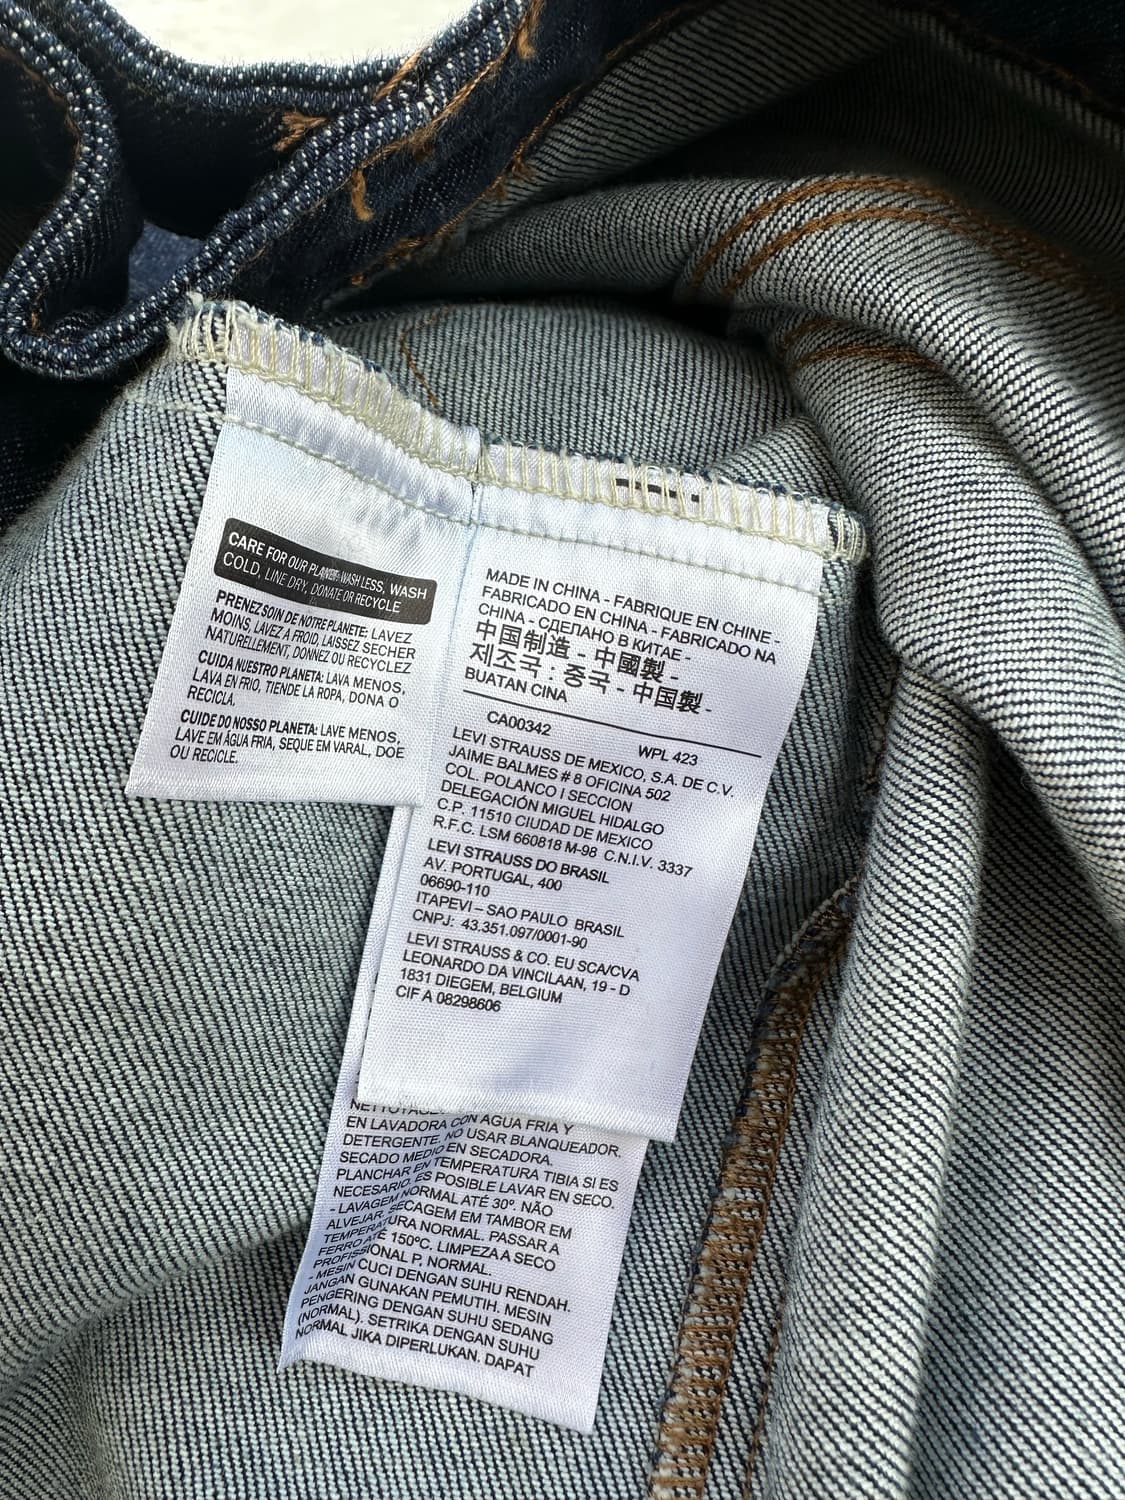 CARE FOR OUR PLANET: WASH LESS, WASH
COLD, LINE DRY, DONATE OR RECYCLE
PRENEZ SOIN DE NOTRE PLANETE: LAVEZ
MOINS, LAVEZ A FROID, LAISSEZ SECHER
NATURELLEMENT, DONNEZ OU RECYCLEZ
CUIDA NUESTRO PLANETA: LAVA MENOS,
LAVA EN FRIO, TIENDE LA ROPA, DONA O
RECICLA.
CUIDE DO NOSSO PLANETA: LAVE MENOS,
LAVE EM ÁGUA FRIA, SEQUE EM VARAL, DOE
OU RECICLE.
MADE IN CHINA - FABRIQUE EN CHINE -
FABRICADO EN CHINA - FABRICADO NA
CHINA - СДЕЛАНО В КИТАЕ -
中国制造 - 中國製 -
제조국 : 중국 - 中国製 -
BUATAN CINA
CA00342 WPL 423
LEVI STRAUSS DE MEXICO, S.A. DE C.V.
JAIME BALMES # 8 OFICINA 502
COL. POLANCO I SECCION
DELEGACIÓN MIGUEL HIDALGO
C.P. 11510 CIUDAD DE MEXICO
R.F.C. LSM 660818 M-98 C.N.I.V. 3337
LEVI STRAUSS DO BRASIL
AV. PORTUGAL, 400
06690-110
ITAPEVI – SAO PAULO BRASIL
CNPJ: 43.351.097/0001-90
LEVI STRAUSS & CO. EU SCA/CVA
LEONARDO DA VINCILAAN, 19 - D
1831 DIEGEM, BELGIUM
CIF A 08298606
CON AGUA FRIA Y
EN LAVADORA
DETERGENTE. NO USAR BLANQUEADOR.
SECADO MEDIO EN SECADORA.
PLANCHAR EN TEMPERATURA TIBIA SI ES
NECESARIO. ES POSIBLE LAVAR EN SECO.
- LAVAGEM NORMAL ATÉ 30º. NÃO
ALVEJAR. SECAGEM EM TAMBOR EM
TEMPERATURA NORMAL. PASSAR A
FERRO ATÉ 150ºC. LIMPEZA A SECO
PROFISSIONAL P, NORMAL.
- MESIN CUCI DENGAN SUHU RENDAH.
JANGAN GUNAKAN PEMUTIH. MESIN
PENGERING DENGAN SUHU SEDANG
(NORMAL). SETRIKA DENGAN SUHU
NORMAL JIKA DIPERLUKAN. DAPAT